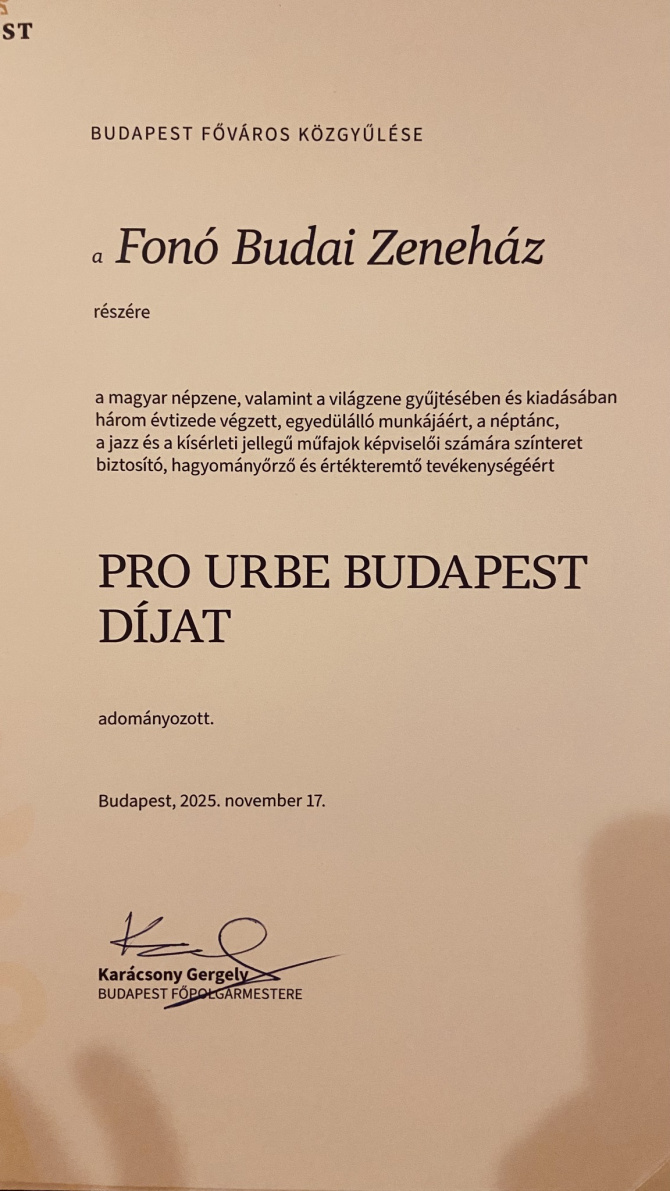 ST
BUDAPEST FŐVÁROS KÖZGYŰLÉSE
a Fonó Budai Zeneház
részére
a magyar népzene, valamint a világzene gyűjtésében és kiadásában
három évtizede végzett, egyedülálló munkájáért, a néptánc,
a jazz és a kísérleti jellegű műfajok képviselői számára színteret
biztosító, hagyományőrző és értékteremtő tevékenységéért
PRO URBE BUDAPEST
DÍJAT
adományozott.
Budapest, 2025. november 17.
Karácsony Gergely
BUDAPEST FŐPOLGÁRMESTERE